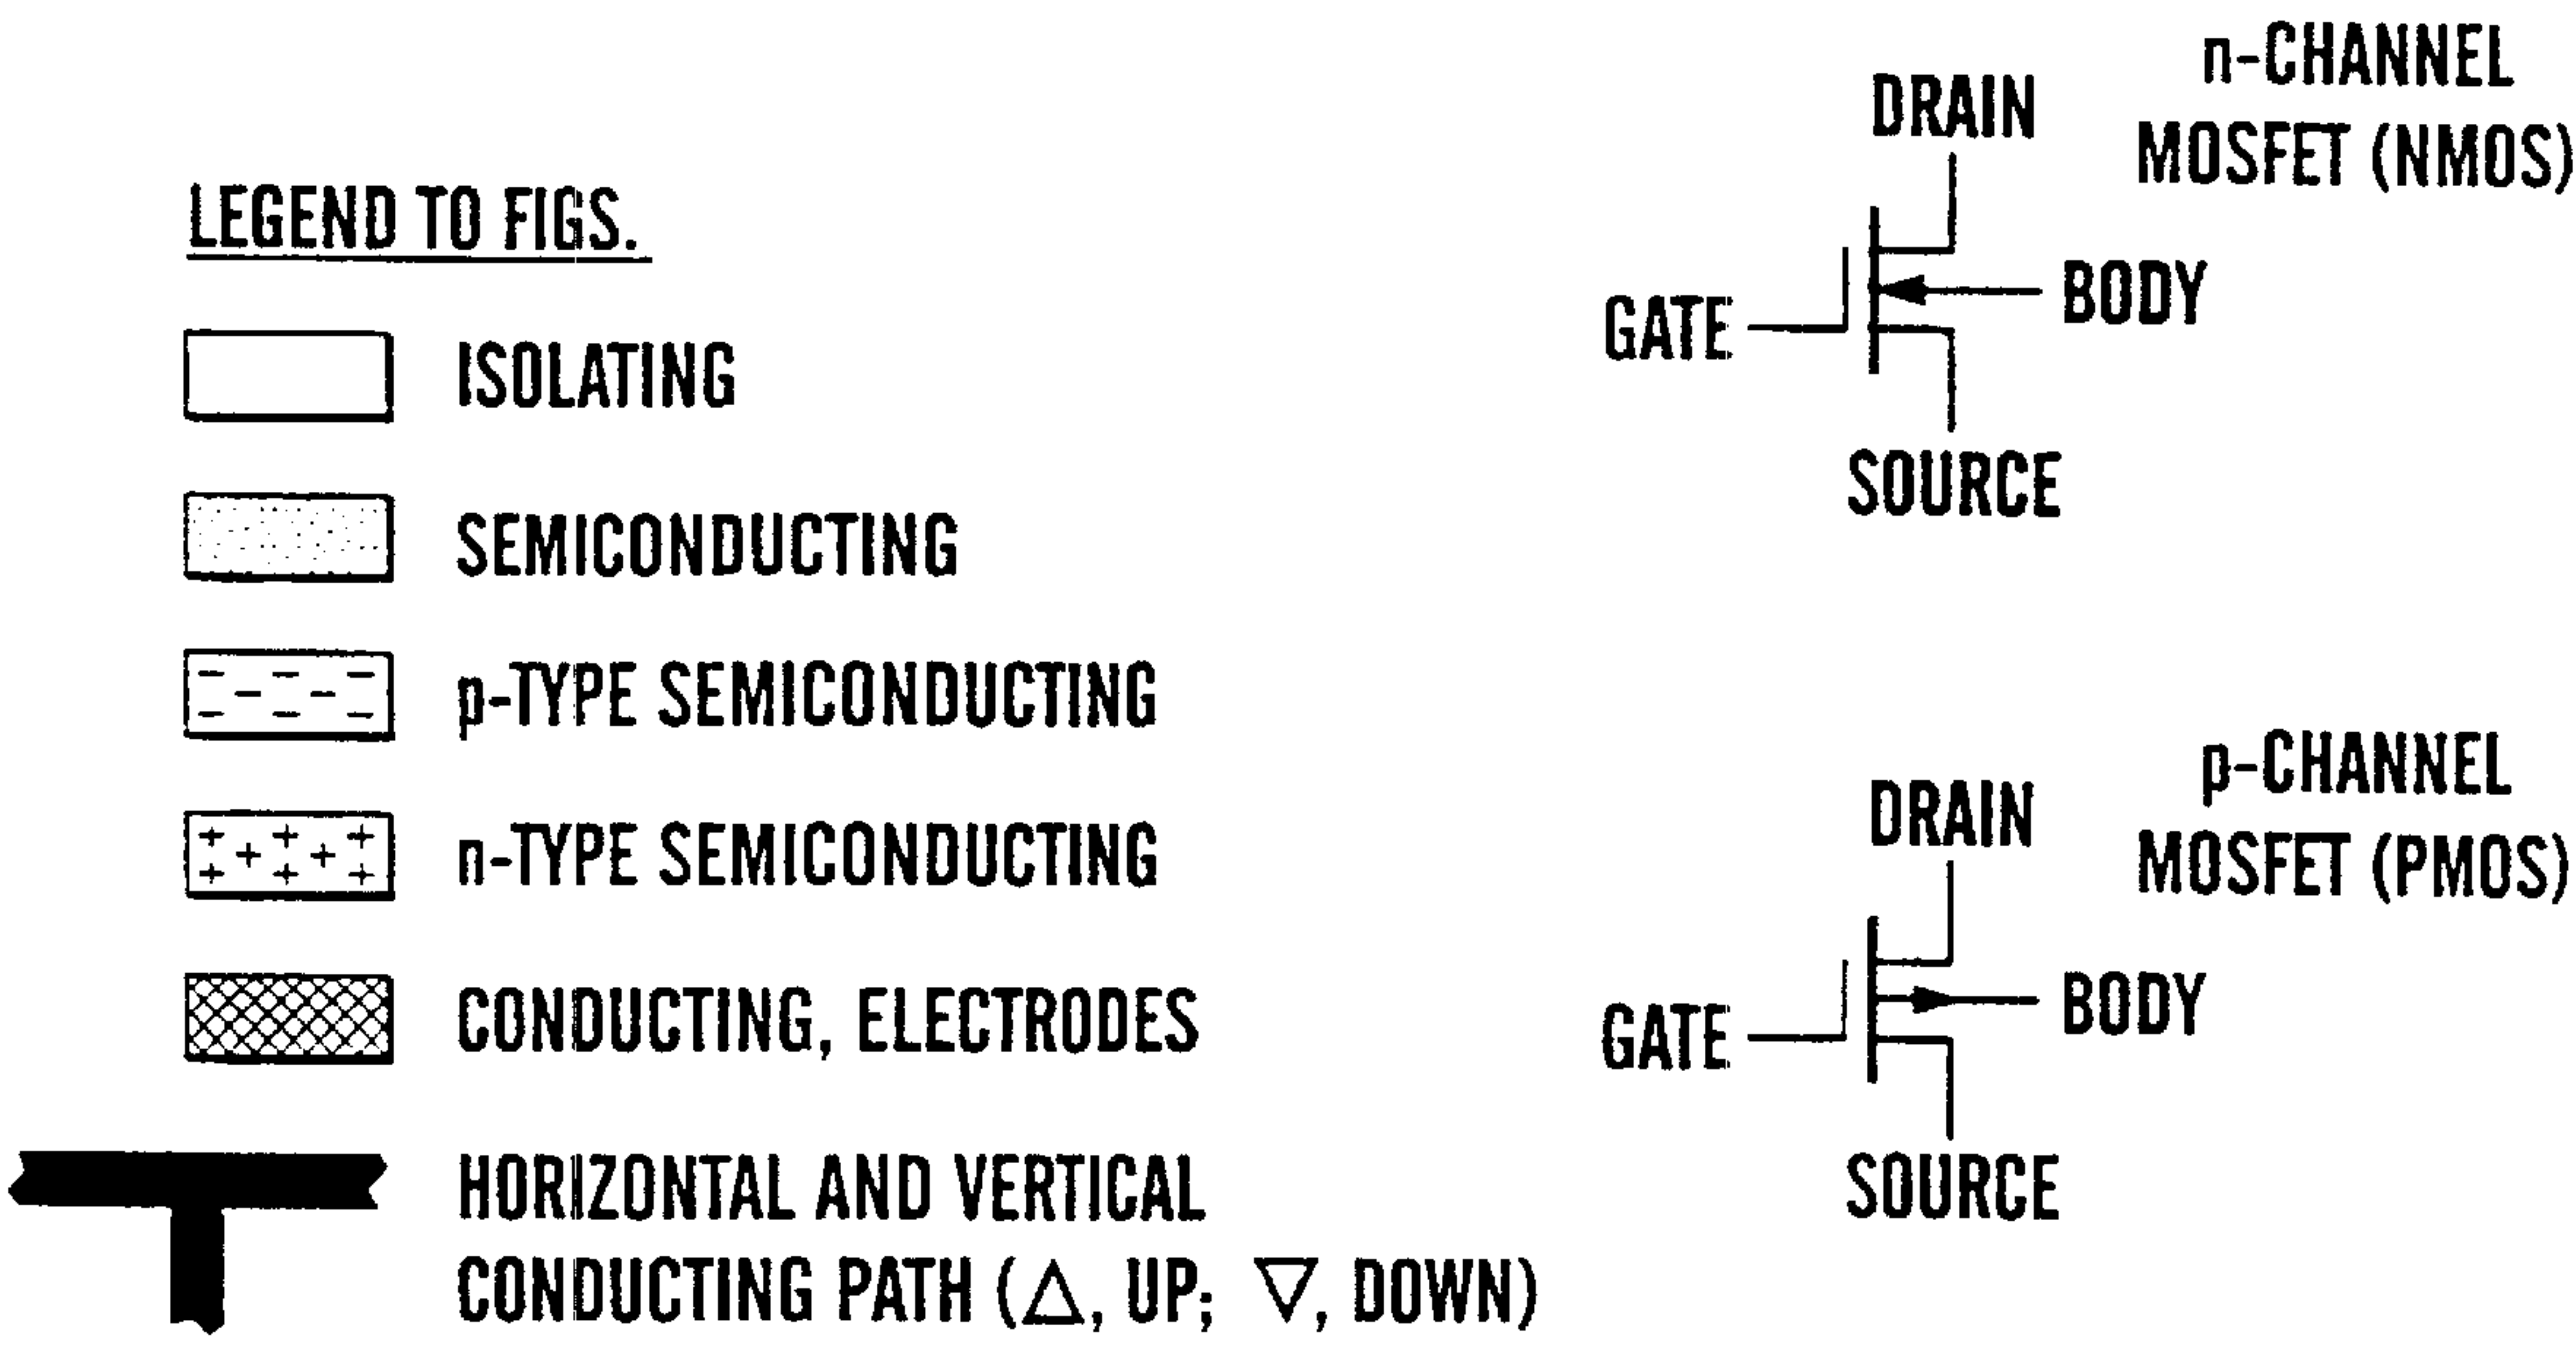 LEGEND TO FIGS.
ISOLATING
SEMICONDUCTING
p-TYPE SEMICONDUCTING
n-TYPE SEMICONDUCTING
CONDUCTING, ELECTRODES
HORIZONTAL AND VERTICAL
CONDUCTING PATH (△, UP; ▽, DOWN)
n-CHANNEL
MOSFET (NMOS)
DRAIN
GATE
BODY
SOURCE
p-CHANNEL
MOSFET (PMOS)
DRAIN
GATE
BODY
SOURCE